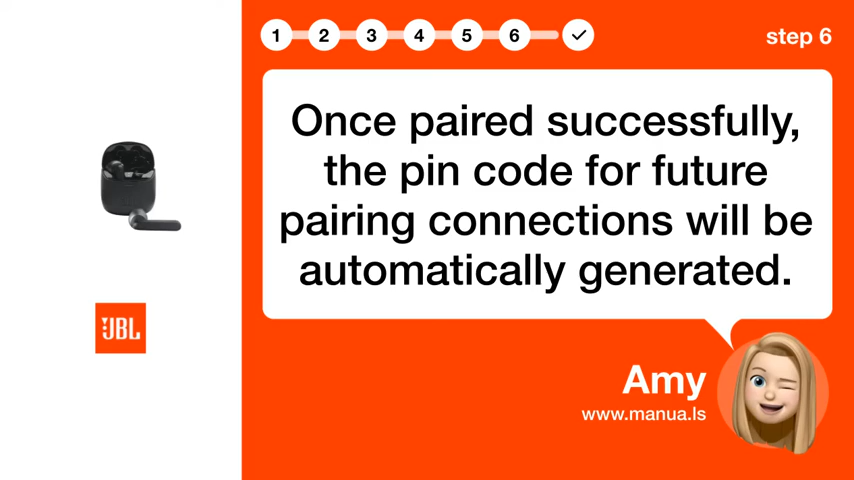 1 2 3 4 5 6
step 6
Once paired successfully,
the pin code for future
pairing connections will be
automatically generated.
JBL
Amy
www.manua.ls